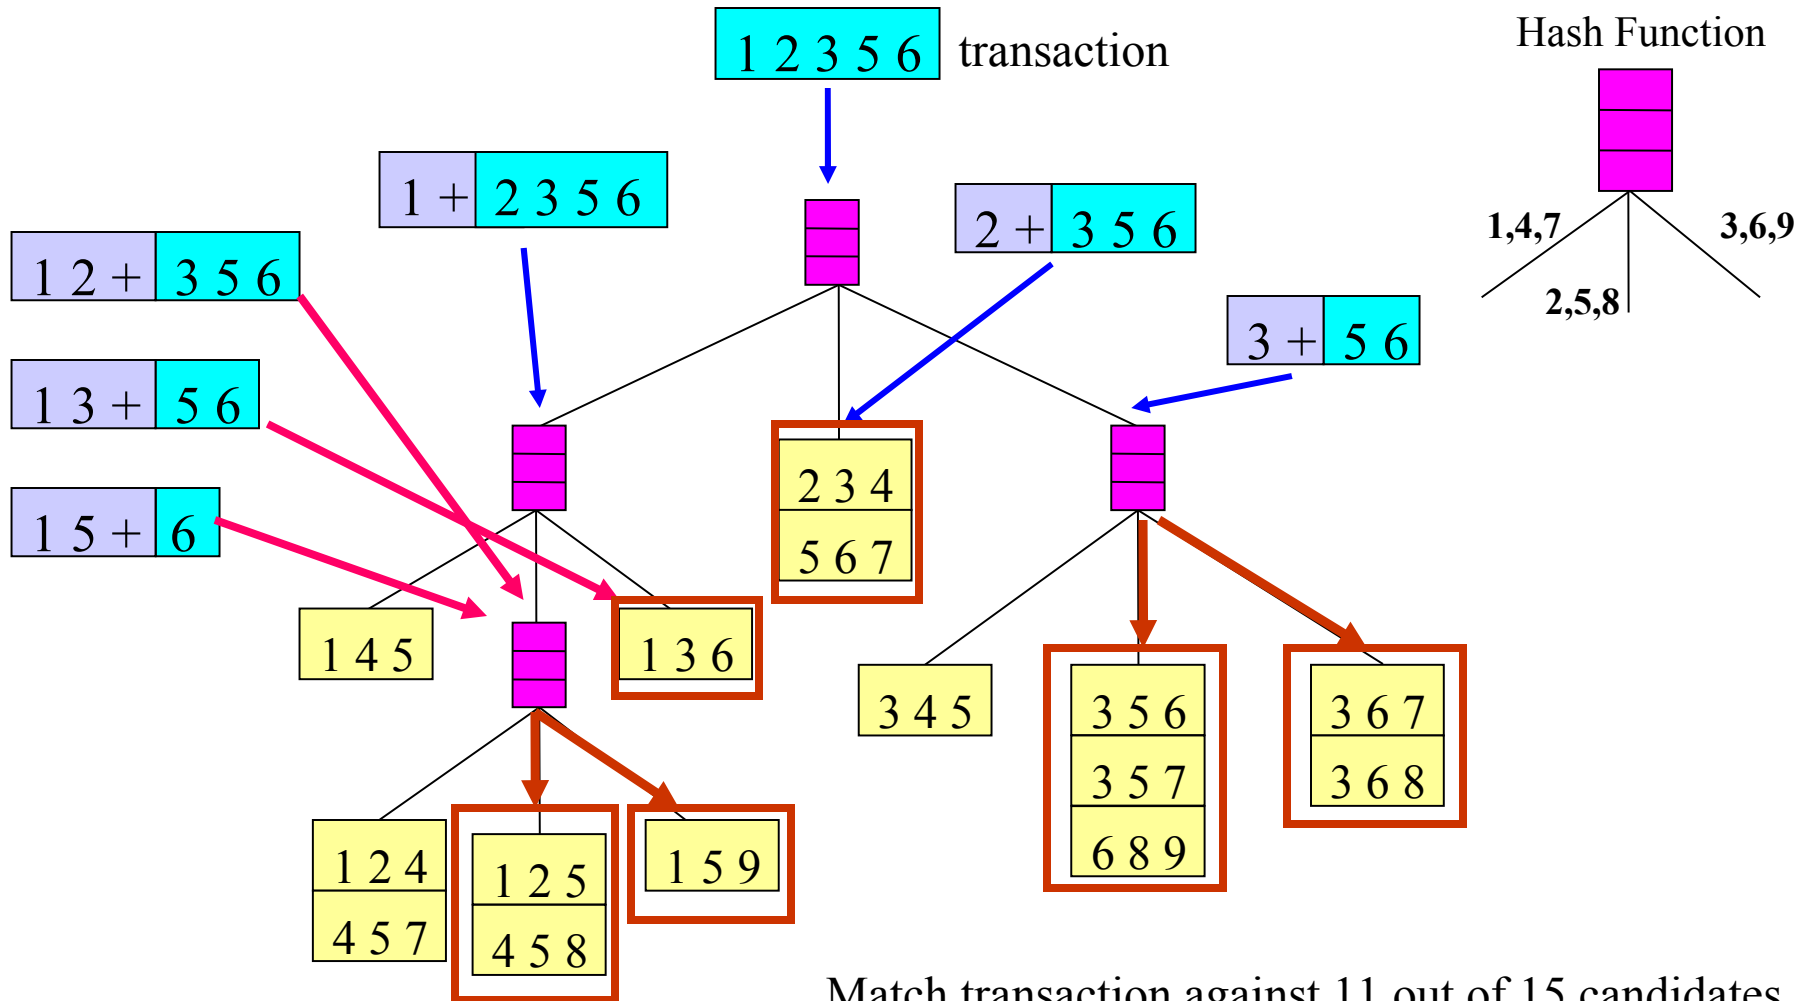 1 2 3 5 6 transaction
Hash Function
1 + 2 3 5 6
2 + 3 5 6
1,4,7
3,6,9
1 2 + 3 5 6
2,5,8
3 + 5 6
1 3 + 5 6
2 3 4
1 5 + 6
5 6 7
1 4 5
1 3 6
3 4 5
3 5 6
3 6 7
3 5 7
3 6 8
6 8 9
1 2 4
1 2 5
1 5 9
4 5 7
4 5 8
Match transaction against 11 out of 15 candidates